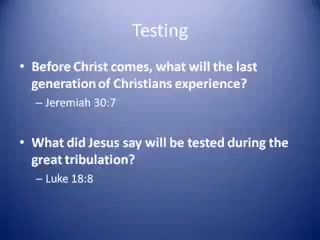 Testing
• Before Christ comes, what will the last
generation of Christians experience?
– Jeremiah 30:7
• What did Jesus say will be tested during the
great tribulation?
– Luke 18:8